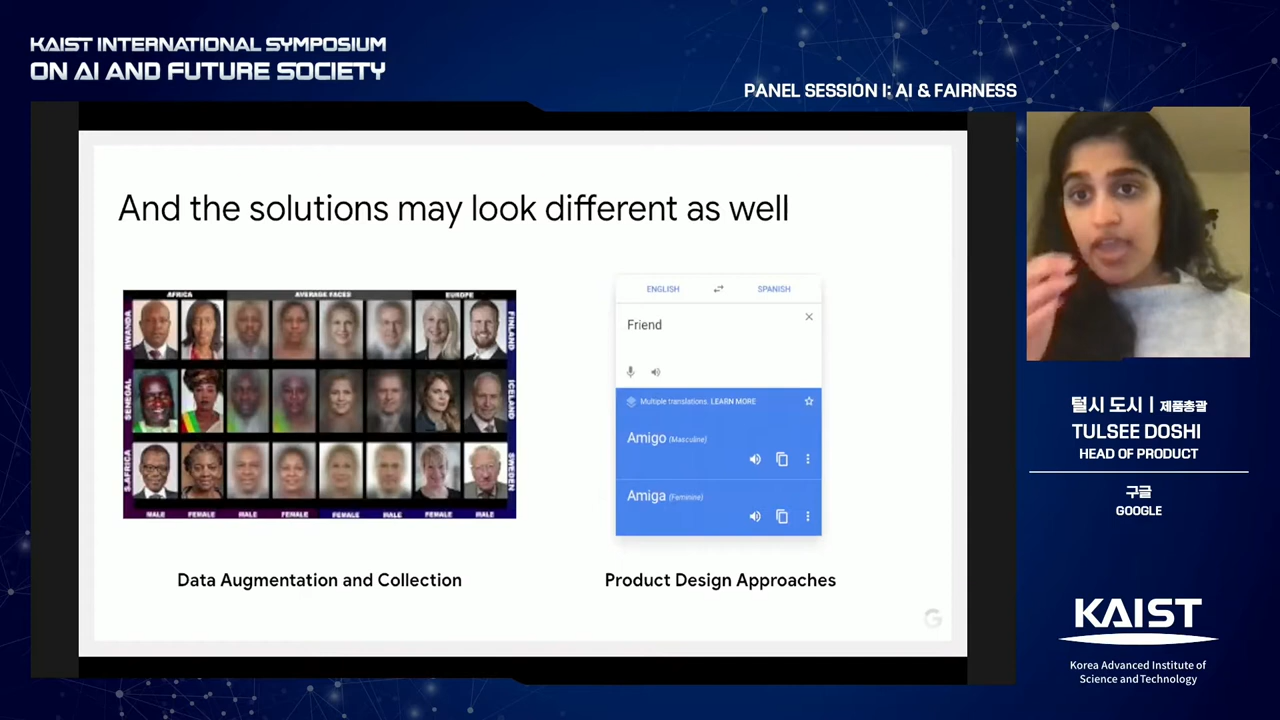 KAIST INTERNATIONAL SYMPOSIUM
ON AI AND FUTURE SOCIETY
PANEL SESSION I: AI & FAIRNESS
And the solutions may look different as well
AFRICA
AVERAGE FACES
EUROPE
RWANDA
FINLAND
SENEGAL
ICELAND
S.AFRICA
SWEDEN
MALE FEMALE MALE FEMALE FEMALE MALE FEMALE MALE
Data Augmentation and Collection
ENGLISH
SPANISH
Friend
Multiple translations. LEARN MORE
Amigo (Masculine)
Amiga (Feminine)
Product Design Approaches
G
털시 도시 | 제품총괄
TULSEE DOSHI
HEAD OF PRODUCT
구글
GOOGLE
KAIST
Korea Advanced Institute of
Science and Technology